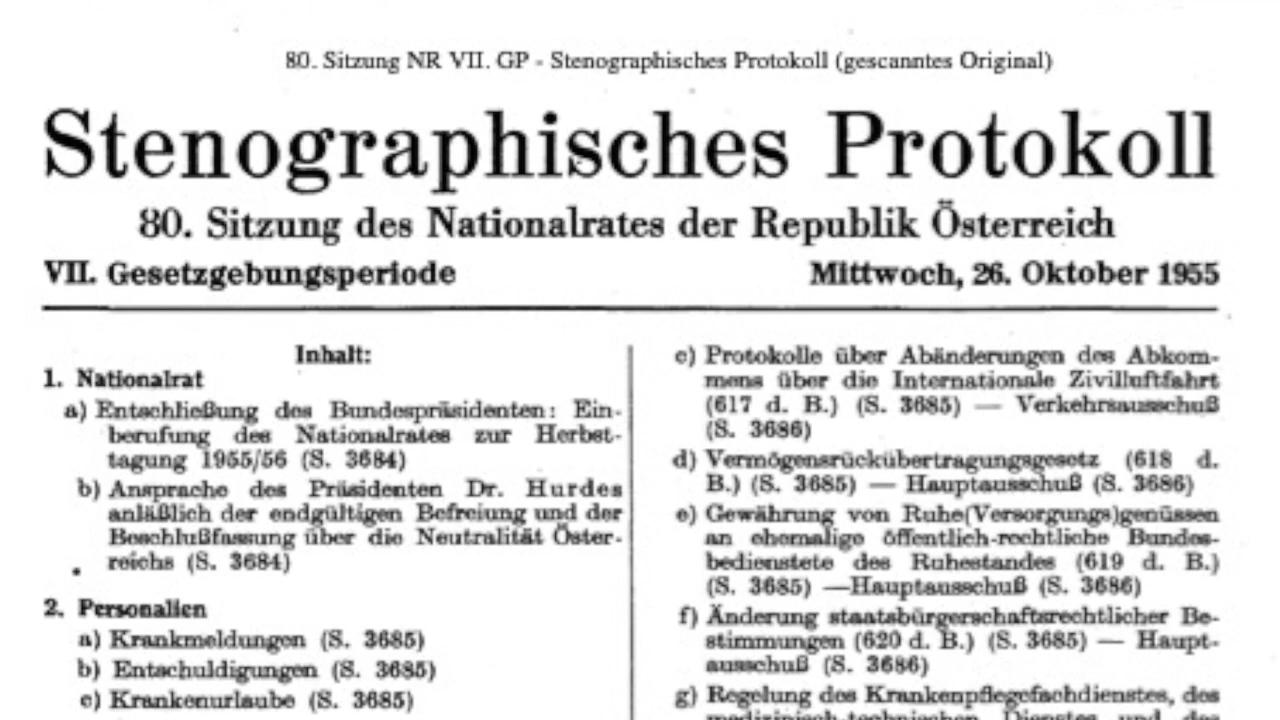 80. Sitzung NR VII. GP - Stenographisches Protokoll (gescanntes Original)
Stenographisches Protokoll
80. Sitzung des Nationalrates der Republik Österreich
VII. Gesetzgebungsperiode
Mittwoch, 26. Oktober 1955
Inhalt:
1. Nationalrat
a) Entschließung des Bundespräsidenten: Ein-
berufung des Nationalrates zur Herbst-
tagung 1955/56 (S. 3684)
b) Ansprache des Präsidenten Dr. Hurdes
anläßlich der endgültigen Befreiung und der
Beschlußfassung über die Neutralität Öster-
reichs (S. 3684)
2. Personalien
a) Krankmeldungen (S. 3685)
b) Entschuldigungen (S. 3685)
c) Krankenurlaube (S. 3685)
c) Protokolle über Abänderungen des Abkom-
mens über die Internationale Zivilluftfahrt
(617 d. B.) (S. 3685) — Verkehrsausschuß
(S. 3686)
d) Vermögensrückübertragungsgesetz (618 d.
B.) (S. 3685) — Hauptausschuß (S. 3686)
e) Gewährung von Ruhe(Versorgungs)genüssen
an ehemalige öffentlich-rechtliche Bundes-
bedienstete des Ruhestandes (619 d. B.)
(S. 3685) —Hauptausschuß (S. 3686)
f) Änderung staatsbürgerschaftsrechtlicher Be-
stimmungen (620 d. B.) (S. 3685) — Haupt-
ausschuß (S. 3686)
g) Regelung des Krankenpflegefachdienstes, des
medizinisch-technischen Dienstes und der